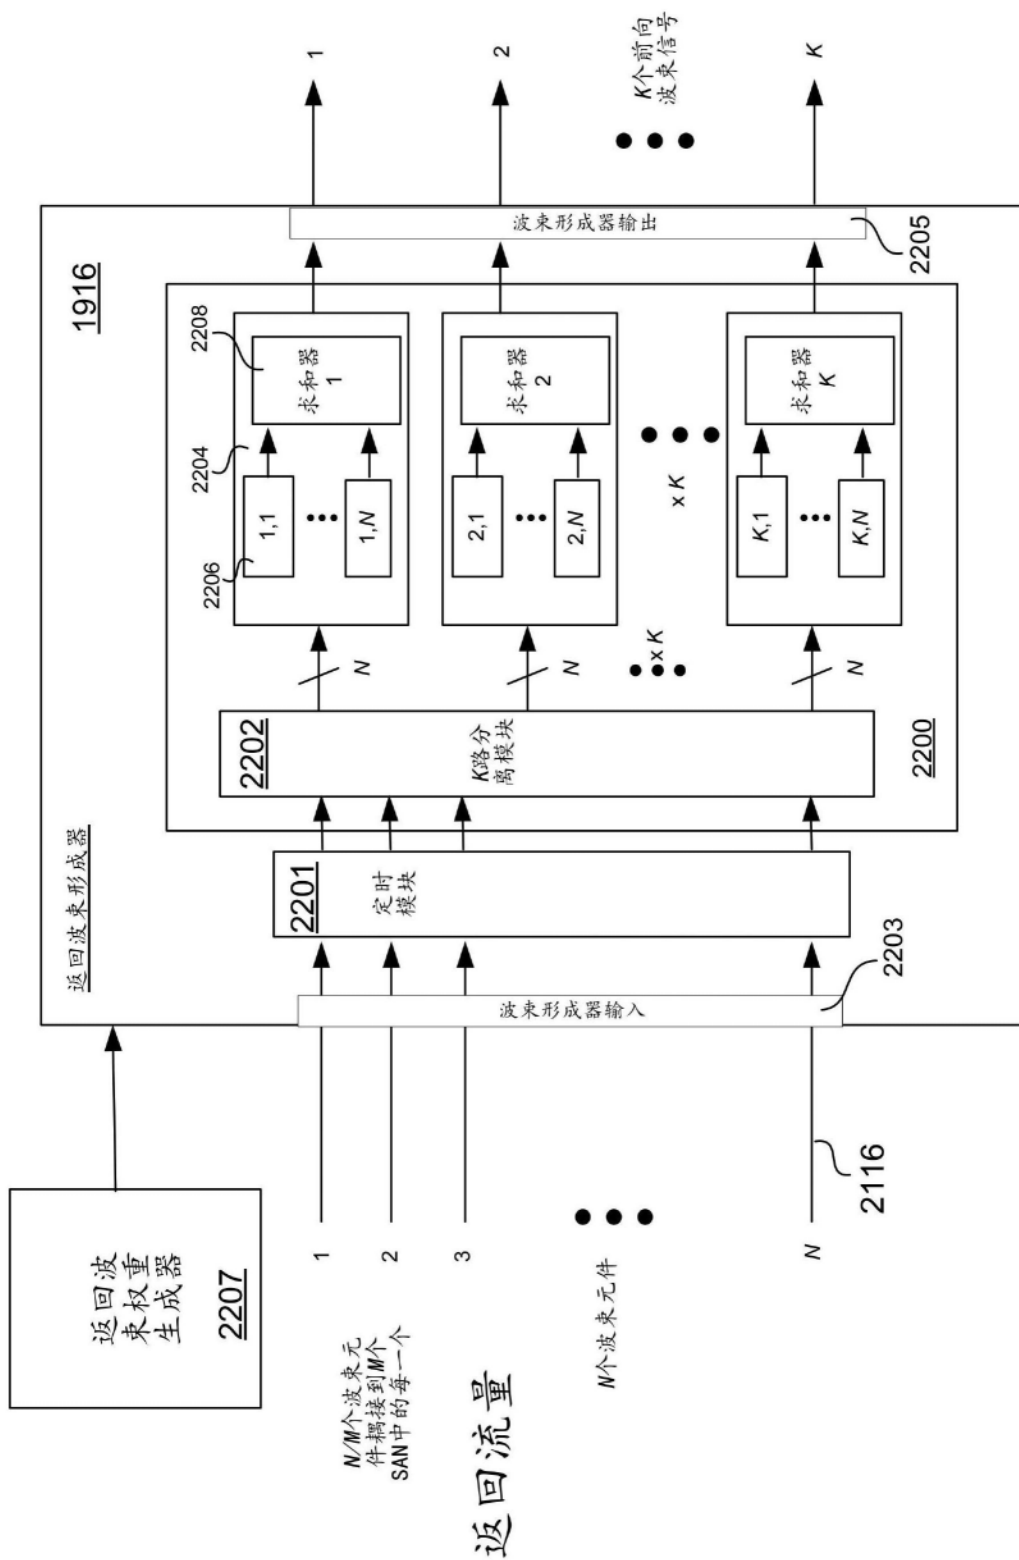 返回波
束权重
生成器
2207
N/M个波束元
件耦接到M个
SAN中的每一个
返回流量
1
2
3
N个波束元件
N
2116
返回波束形成器
1916
波束形成器输入
2203
2201
定时
模块
2202
K路分
离模块
2200
N
N
x K
N
2204
2206
2208
1,1
1,N
求和器
1
2,1
2,N
求和器
2
x K
K,1
K,N
求和器
K
波束形成器输出
2205
1
2
K个前向
波束信号
K